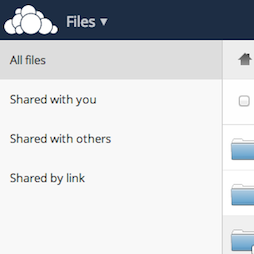 Files ▾
All files
Shared with you
Shared with others
Shared by link